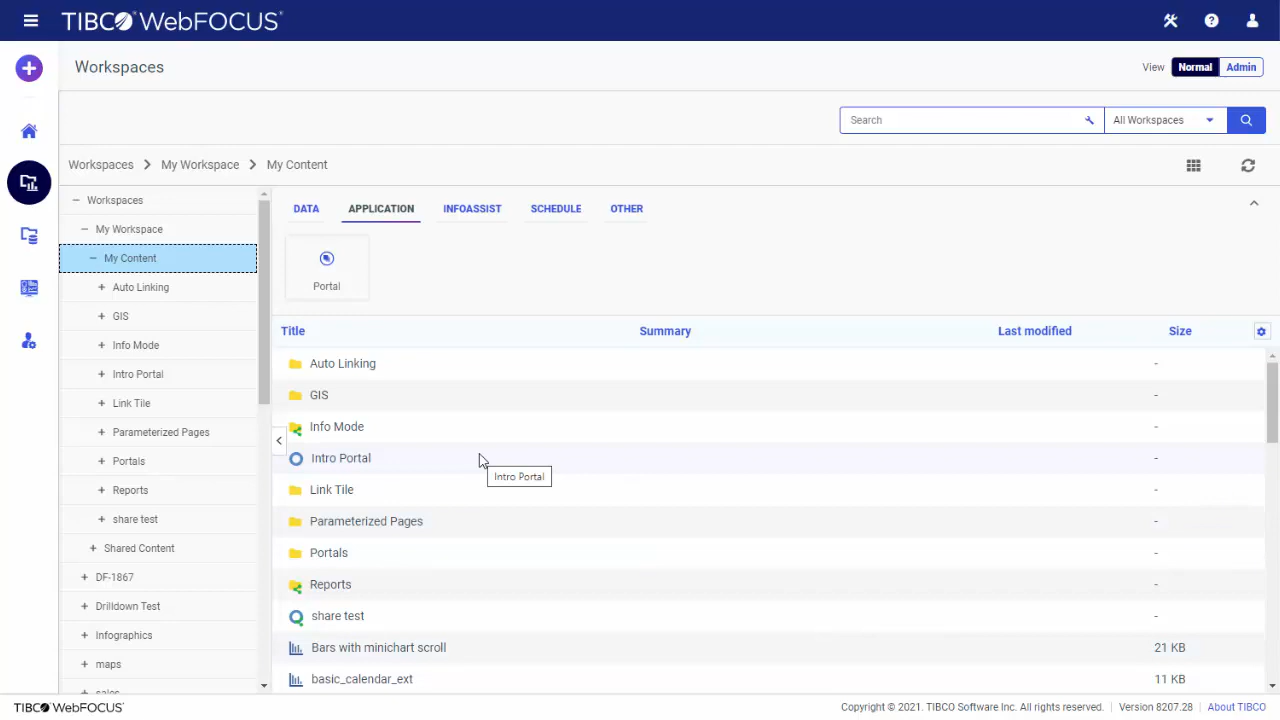 TIBCO WebFOCUS
Workspaces
View Normal Admin
Search All Workspaces
Workspaces My Workspace My Content
Workspaces
My Workspace
My Content
Auto Linking
GIS
Info Mode
Intro Portal
Link Tile
Parameterized Pages
Portals
Reports
share test
Shared Content
DF-1867
Drilldown Test
Infographics
maps
sales
DATA APPLICATION INFOASSIST SCHEDULE OTHER
Portal
Title Summary Last modified Size
Auto Linking -
GIS -
Info Mode -
Intro Portal -
Intro Portal
Link Tile -
Parameterized Pages -
Portals -
Reports -
share test -
Bars with minichart scroll 21 KB
basic_calendar_ext 11 KB
TIBCO WebFOCUS
Copyright © 2021. TIBCO Software Inc. All rights reserved. | Version 8207.28 | About TIBCO